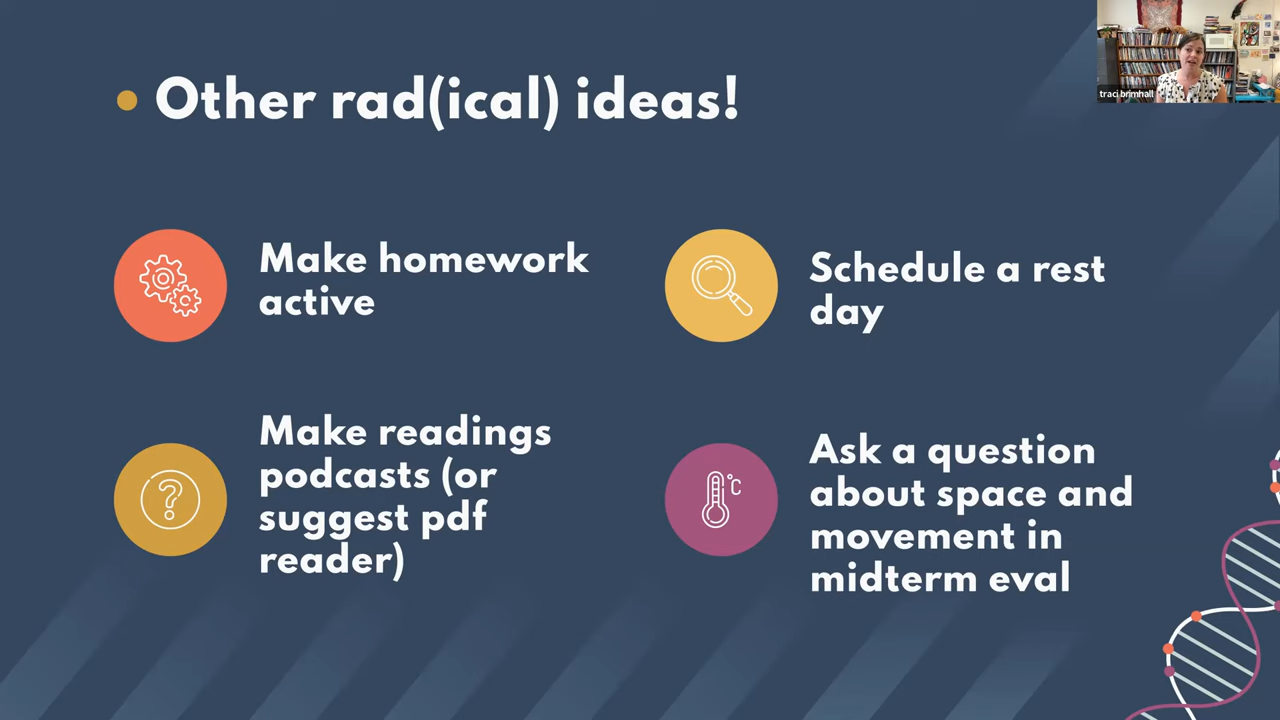 Other rad(ical) ideas!
Make homework
active
Schedule a rest
day
Make readings
podcasts (or
suggest pdf
reader)
°C
Ask a question
about space and
movement in
midterm eval
traci brimhall